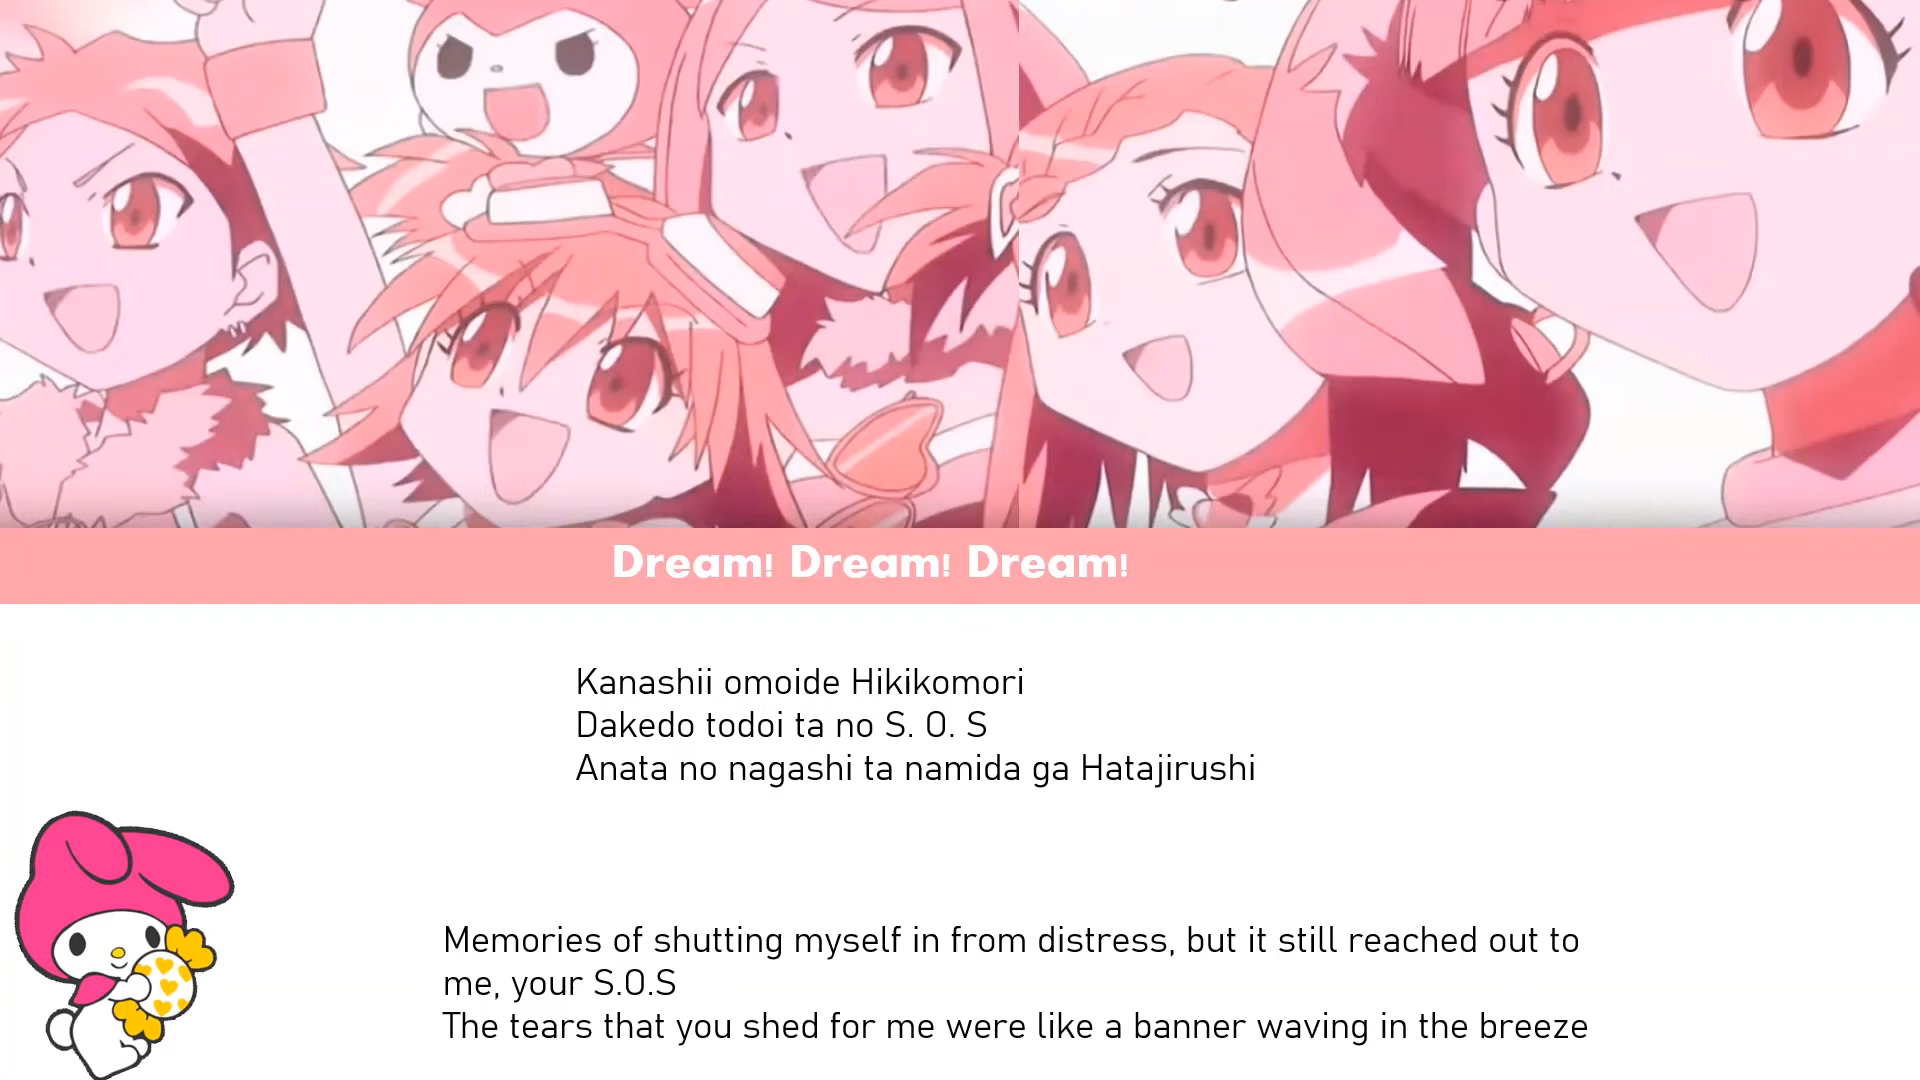 Dream! Dream! Dream!
Kanashii omoide Hikikomori
Dakedo todoi ta no S. O. S
Anata no nagashi ta namida ga Hatajirushi
Memories of shutting myself in from distress, but it still reached out to
me, your S.O.S
The tears that you shed for me were like a banner waving in the breeze